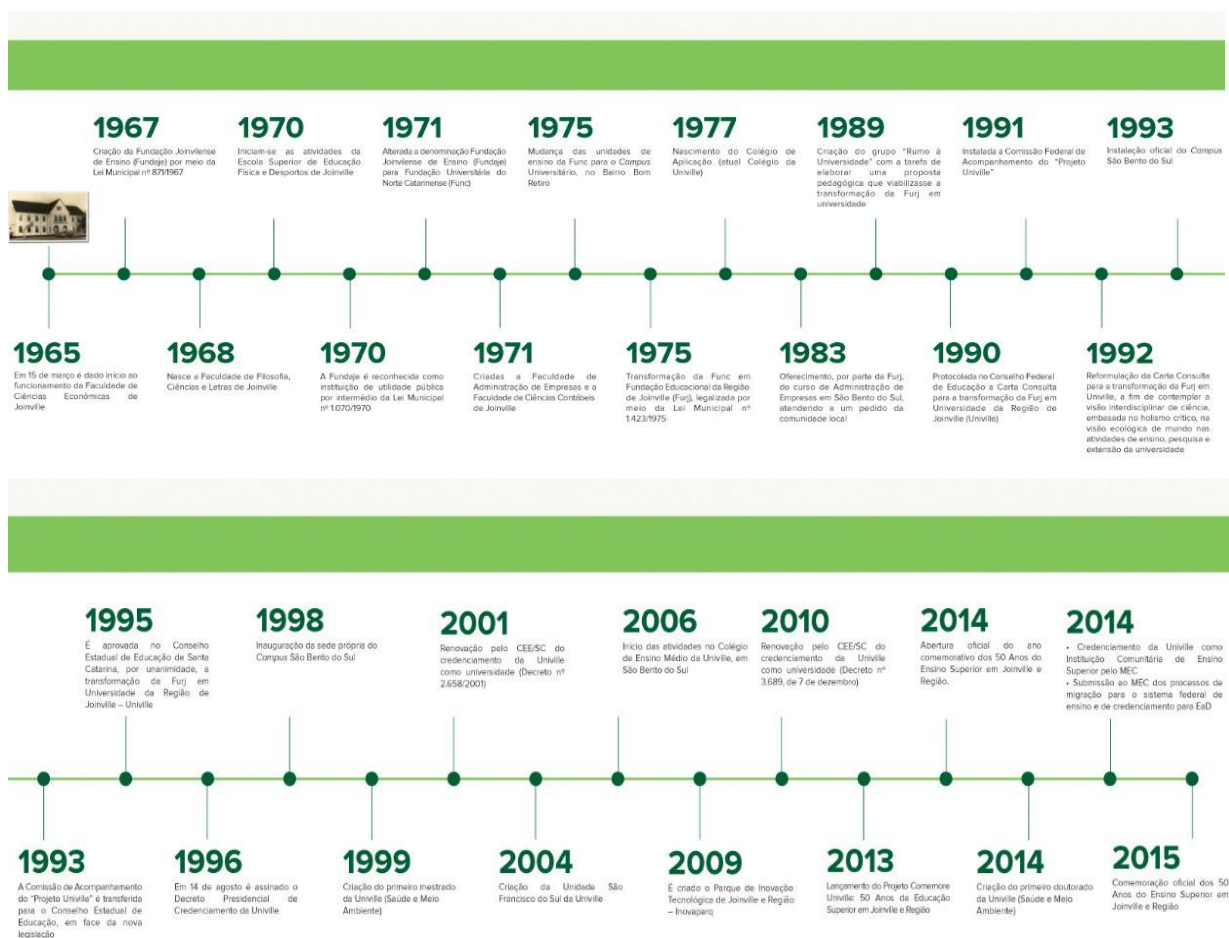 1967
Criação da Fundação Joinvilense
de Ensino (Fundaje) por meio da
Lei Municipal nº 871/1967
1970
Iniciam-se as atividades da
Escola Superior de Educação
Física e Desportos de Joinville
1971
Alterada a denominação Fundação
Joinvilense de Ensino (Fundaje)
para Fundação Universitária do
Norte Catarinense (Func)
1975
Mudança das unidades de
ensino da Func para o Campus
Universitário, no Bairro Bom
Retiro
1977
Nascimento do Colégio de
Aplicação (atual Colégio da
Univille)
1989
Criação do grupo "Rumo à
Universidade" com a tarefa de
elaborar uma proposta
pedagógica que viabilizasse a
transformação da Furj em
universidade
1991
Instalada a Comissão Federal de
Acompanhamento do "Projeto
Univille"
1993
Instalação oficial do Campus
São Bento do Sul
1965
Em 15 de março é dado início ao
funcionamento da Faculdade de
Ciências Econômicas de
Joinville
1968
Nasce a Faculdade de Filosofia,
Ciências e Letras de Joinville
1970
A Fundaje é reconhecida como
instituição de utilidade pública
por intermédio da Lei Municipal
nº 1.070/1970
1971
Criadas a Faculdade de
Administração de Empresas e a
Faculdade de Ciências Contábeis
de Joinville
1975
Transformação da Func em
Fundação Educacional da Região
de Joinville (Furj), legalizada por
meio da Lei Municipal nº
1.423/1975
1983
Oferecimento, por parte da Furj,
do curso de Administração de
Empresas em São Bento do Sul,
atendendo a um pedido da
comunidade local
1990
Protocolada no Conselho Federal
de Educação a Carta Consulta
para a transformação da Furj em
Universidade da Região de
Joinville (Univille)
1992
Reformulação da Carta Consulta
para a transformação da Furj em
Univille, a fim de contemplar a
visão interdisciplinar de ciência,
embasada no holismo crítico, na
visão ecológica de mundo nas
atividades de ensino, pesquisa e
extensão da universidade
1995
É aprovada no Conselho
Estadual de Educação de Santa
Catarina, por unanimidade, a
transformação da Furj em
Universidade da Região de
Joinville – Univille
1998
Inauguração da sede própria do
Campus São Bento do Sul
2001
Renovação pelo CEE/SC do
credenciamento da Univille
como universidade (Decreto nº
2.658/2001)
2006
Início das atividades no Colégio
de Ensino Médio da Univille, em
São Bento do Sul
2010
Renovação pelo CEE/SC do
credenciamento da Univille
como universidade (Decreto nº
3.689, de 7 de dezembro)
2014
Abertura oficial do ano
comemorativo dos 50 Anos do
Ensino Superior em Joinville e
Região.
2014
• Credenciamento da Univille como
Instituição Comunitária de Ensino
Superior pelo MEC
• Submissão ao MEC dos processos de
migração para o sistema federal de
ensino e de credenciamento para EaD
1993
A Comissão de Acompanhamento
do "Projeto Univille" é transferida
para o Conselho Estadual de
Educação, em face da nova
legislação
1996
Em 14 de agosto é assinado o
Decreto Presidencial de
Credenciamento da Univille
1999
Criação do primeiro mestrado
da Univille (Saúde e Meio
Ambiente)
2004
Criação da Unidade São
Francisco do Sul da Univille
2009
É criado o Parque de Inovação
Tecnológica de Joinville e Região
– Inovaparq
2013
Lançamento do Projeto Comemore
Univille: 50 Anos da Educação
Superior em Joinville e Região
2014
Criação do primeiro doutorado
da Univille (Saúde e Meio
Ambiente)
2015
Comemoração oficial dos 50
Anos do Ensino Superior em
Joinville e Região